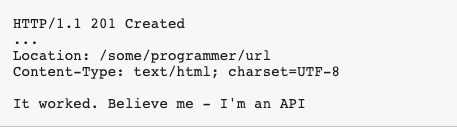 HTTP/1.1 201 Created
...
Location: /some/programmer/url
Content-Type: text/html; charset=UTF-8
It worked. Believe me - I'm an API